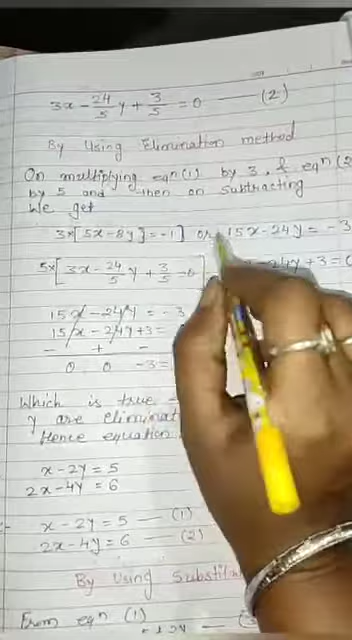 3x - 24/5 y + 3/5 = 0 —— (2)
By Using Elimination method
On multiplying eqn (1) by 3. & eqn (2
by 5 and then on subtracting
We get
3×[5x-8y]=-1] or 15x-24y = -3
5×[3x - 24/5 y + 3/5 = 0] -24y+3=0
15x - 24y = -3
15x - 24y + 3 =
- + -
0 0 -3 =
Which is true
y are eliminat
Hence equation
x-2y = 5
2x-4y = 6
x-2y = 5 —— (1)
2x-4y = 6 —— (2)
By Using Substitu
From eqn (1)